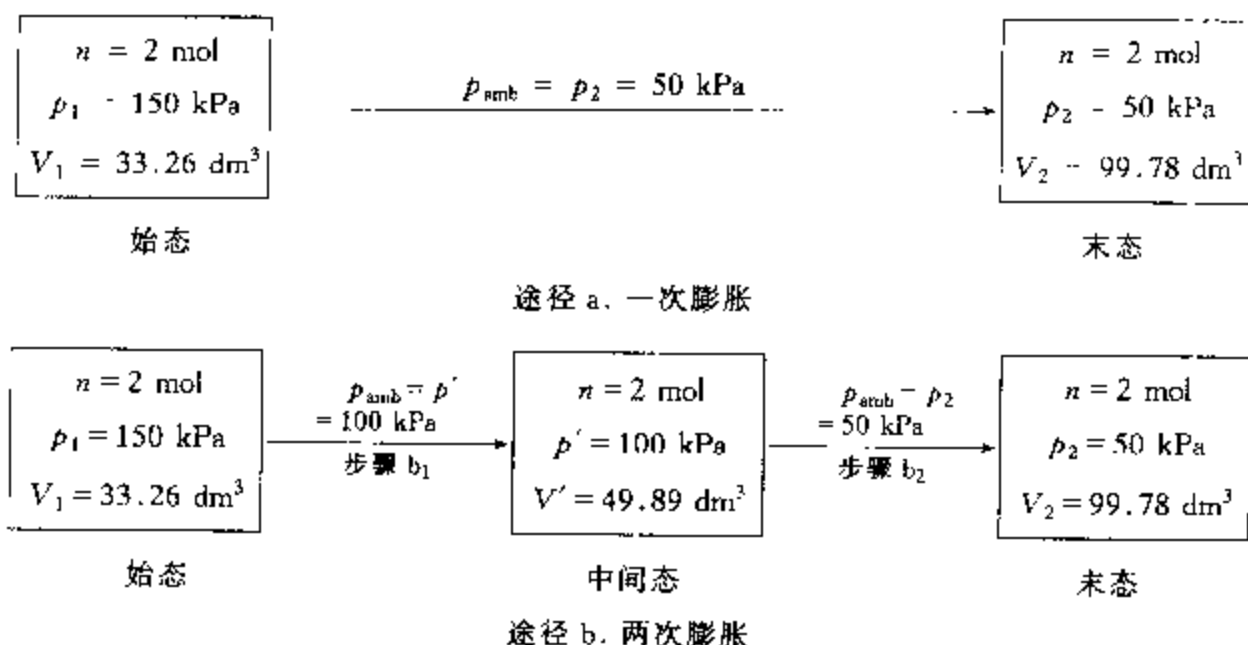 n = 2 mol
p₁ - 150 kPa
V₁ = 33.26 dm³
始态
p_amb = p₂ = 50 kPa
n = 2 mol
p₂ - 50 kPa
V₂ - 99.78 dm³
末态
途径 a. 一次膨胀
n = 2 mol
p₁ = 150 kPa
V₁ = 33.26 dm³
始态
p_amb - p′
= 100 kPa
步骤 b₁
n = 2 mol
p′ = 100 kPa
V′ = 49.89 dm³
中间态
p_amb - p₂
= 50 kPa
步骤 b₂
n = 2 mol
p₂ = 50 kPa
V₂ = 99.78 dm³
末态
途径 b. 两次膨胀